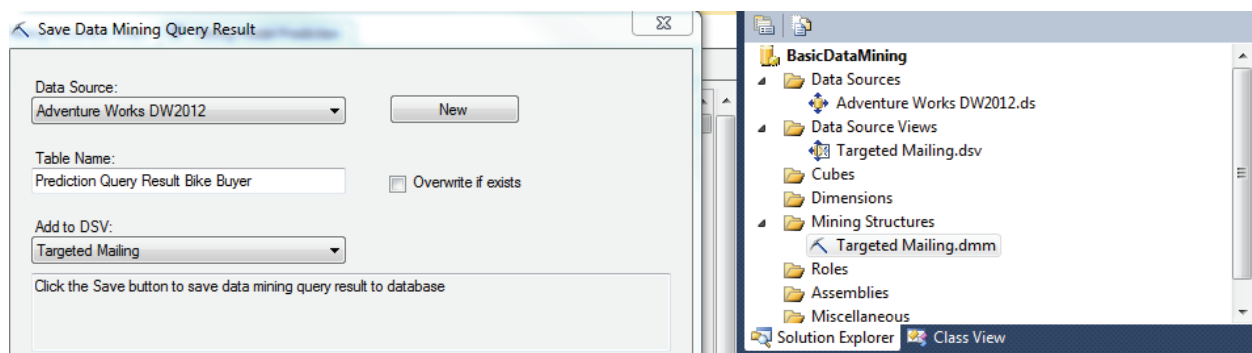 Save Data Mining Query Result
Data Source:
Adventure Works DW2012
New
Table Name:
Prediction Query Result Bike Buyer
Overwrite if exists
Add to DSV:
Targeted Mailing
Click the Save button to save data mining query result to database
BasicDataMining
Data Sources
Adventure Works DW2012.ds
Data Source Views
Targeted Mailing.dsv
Cubes
Dimensions
Mining Structures
Targeted Mailing.dmm
Roles
Assemblies
Miscellaneous
Solution Explorer
Class View